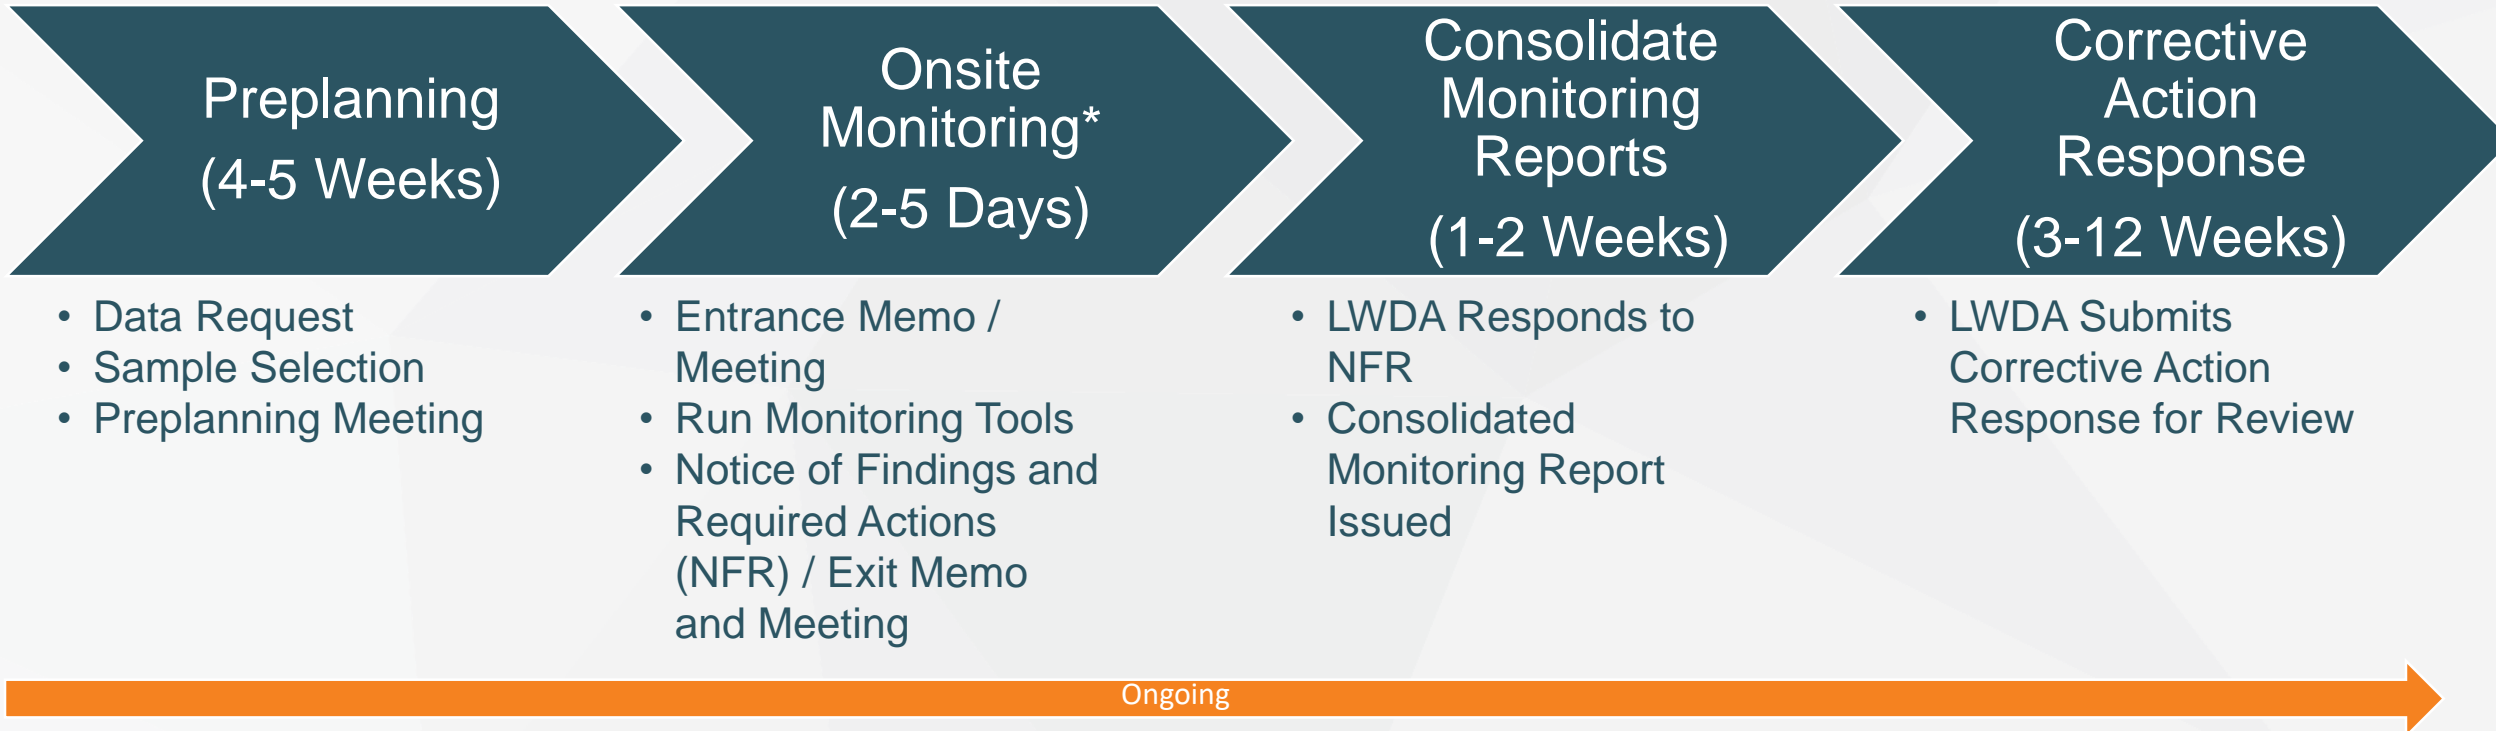 Preplanning
(4-5 Weeks)
Onsite
Monitoring*
(2-5 Days)
Consolidate
Monitoring
Reports
(1-2 Weeks)
Corrective
Action
Response
(3-12 Weeks)
• Data Request
• Sample Selection
• Preplanning Meeting
• Entrance Memo /
Meeting
• Run Monitoring Tools
• Notice of Findings and
Required Actions
(NFR) / Exit Memo
and Meeting
• LWDA Responds to
NFR
• Consolidated
Monitoring Report
Issued
• LWDA Submits
Corrective Action
Response for Review
Ongoing